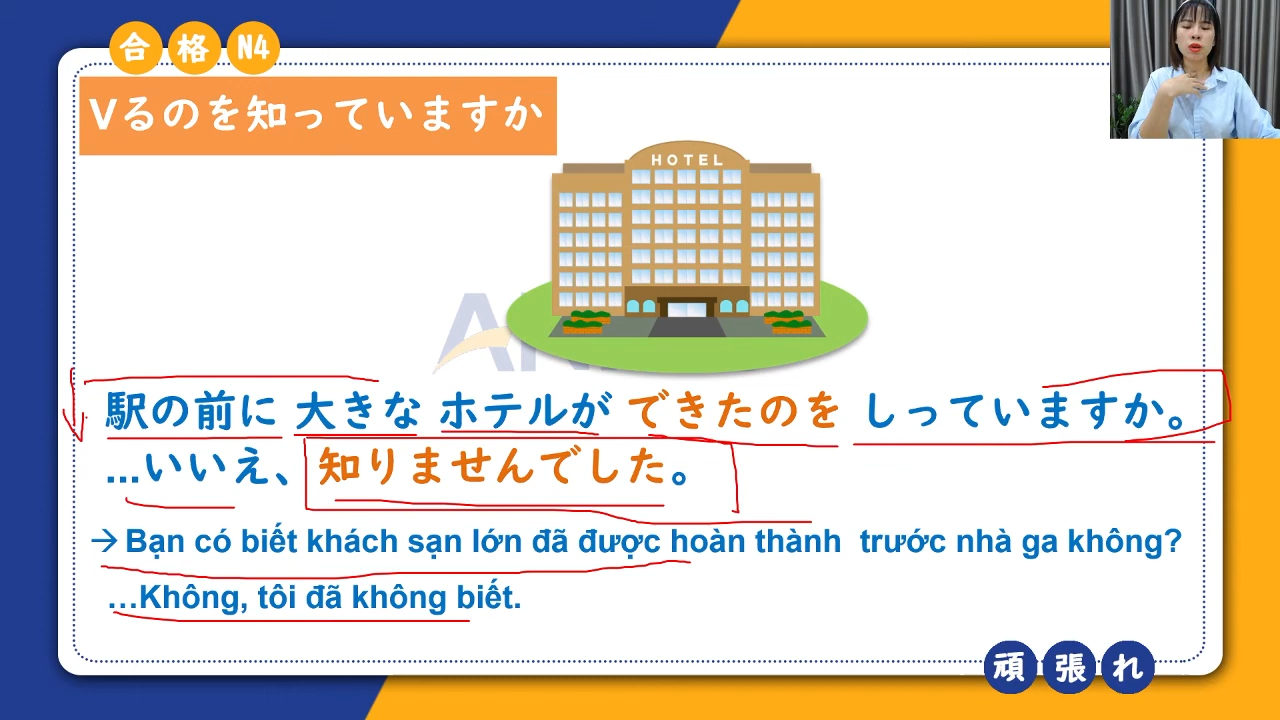 合 格 N4
Vるのを知っていますか
HOTEL
駅の前に 大きな ホテルが できたのを しっていますか。
...いいえ、知りませんでした。
→ Bạn có biết khách sạn lớn đã được hoàn thành trước nhà ga không?
...Không, tôi đã không biết.
頑 張 れ